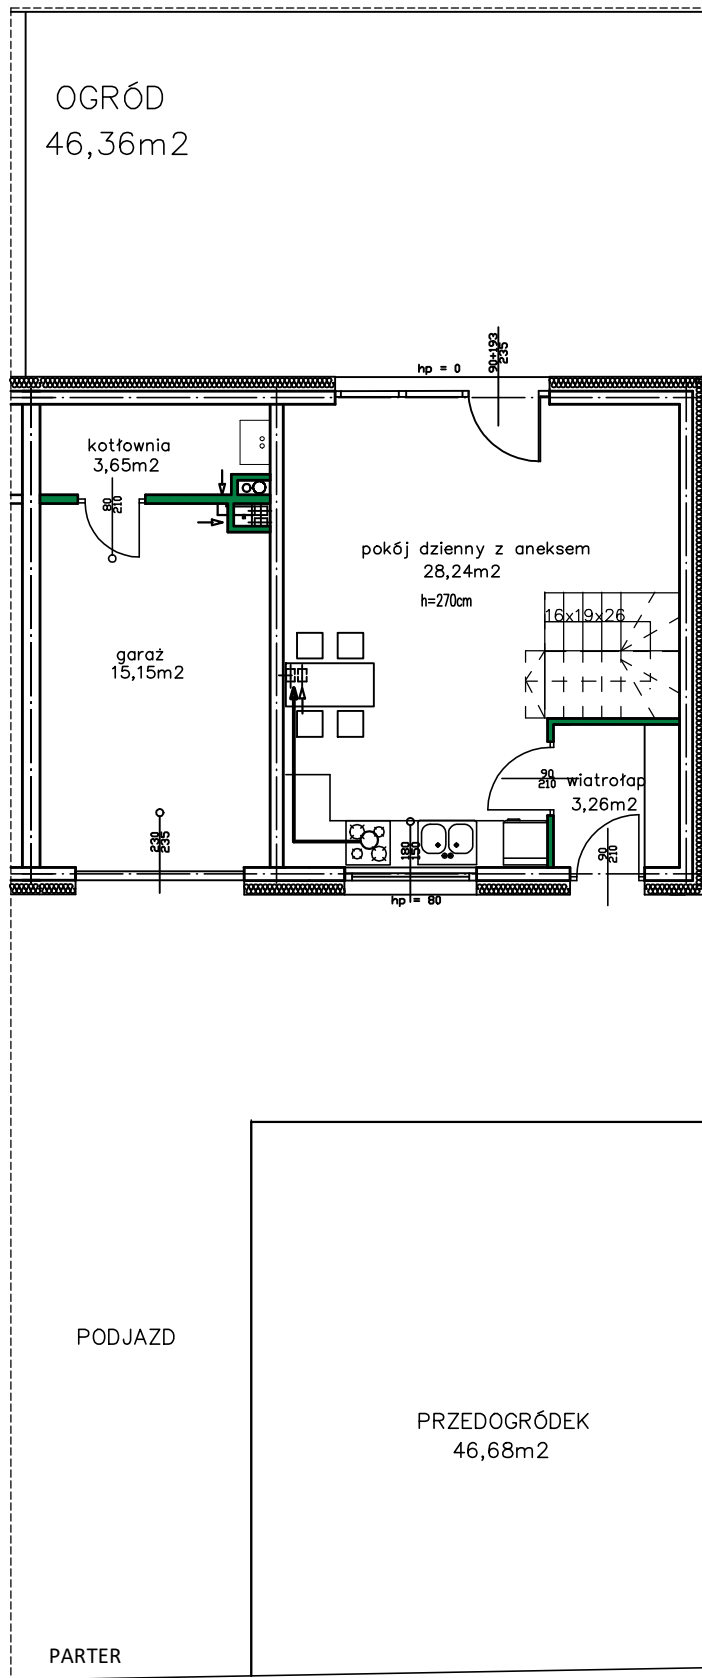 OGRÓD
46,36m2
hp = 0
90+193
235
kotłownia
3,65m2
80
210
pokój dzienny z aneksem
28,24m2
h=270cm
16x19x26
garaż
15,15m2
90
210
wiatrołap
3,26m2
230
235
180
150
90
210
hp = 80
PODJAZD
PRZEDOGRÓDEK
46,68m2
PARTER